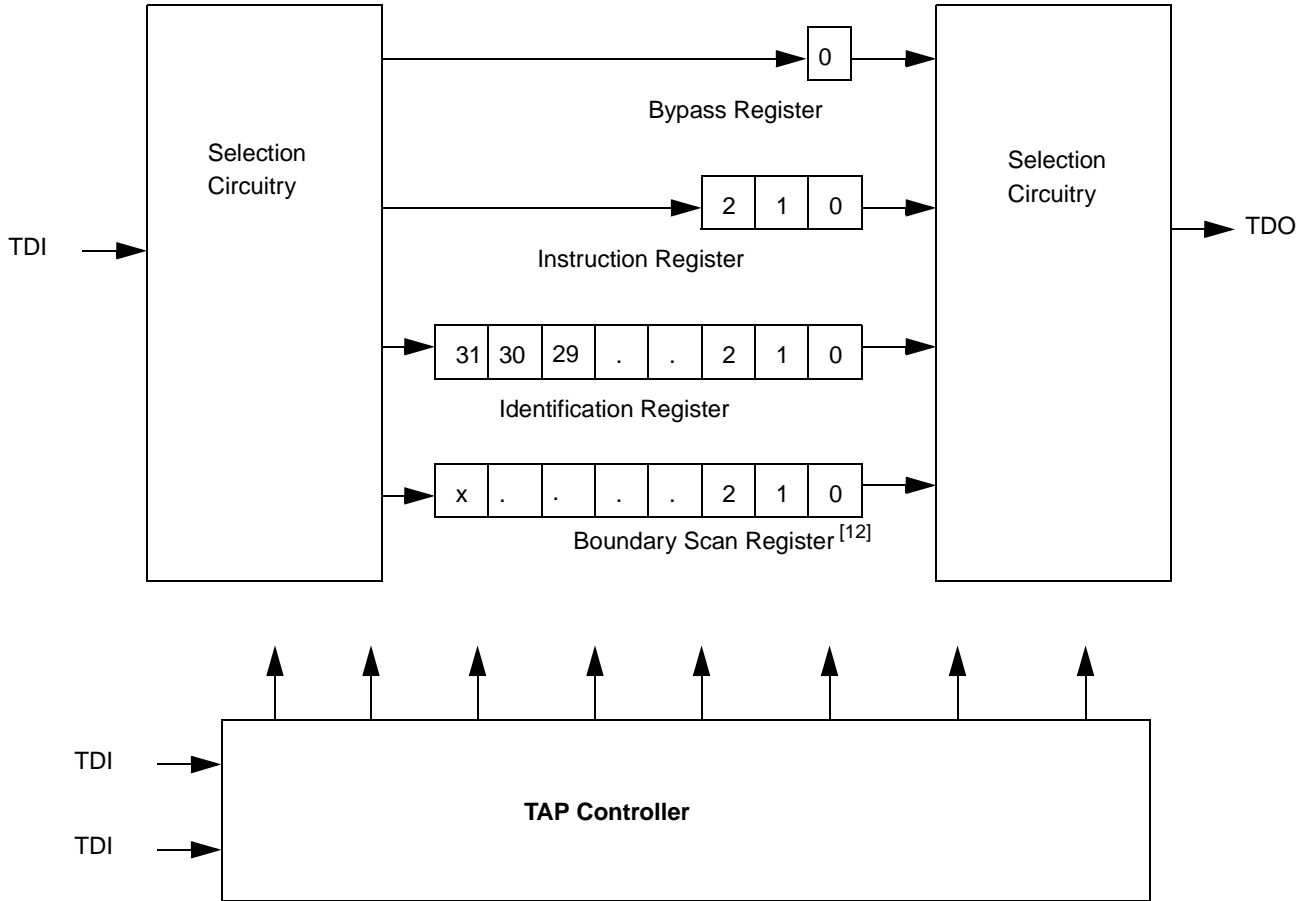 0
Bypass Register
Selection
Circuitry
Selection
Circuitry
2 1 0
TDI
TDO
Instruction Register
31 30 29 . . 2 1 0
Identification Register
x . . . . 2 1 0
Boundary Scan Register [12]
TDI
TAP Controller
TDI